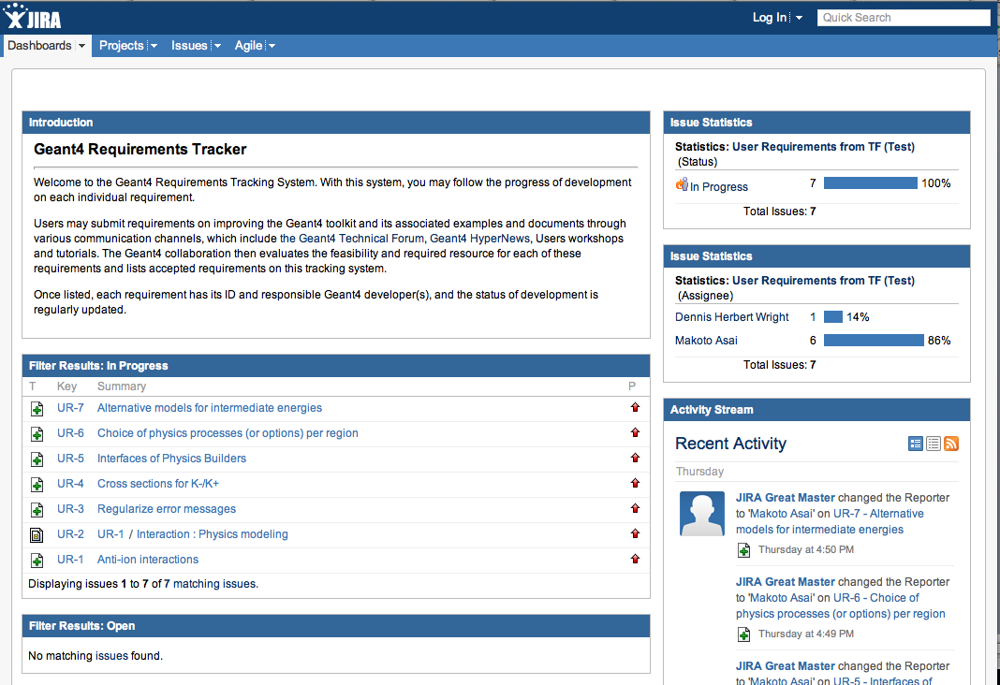 JIRA
Log In
Quick Search
Dashboards Projects Issues Agile
Introduction
Geant4 Requirements Tracker
Welcome to the Geant4 Requirements Tracking System. With this system, you may follow the progress of development
on each individual requirement.
Users may submit requirements on improving the Geant4 toolkit and its associated examples and documents through
various communication channels, which include the Geant4 Technical Forum, Geant4 HyperNews, Users workshops
and tutorials. The Geant4 collaboration then evaluates the feasibility and required resource for each of these
requirements and lists accepted requirements on this tracking system.
Once listed, each requirement has its ID and responsible Geant4 developer(s), and the status of development is
regularly updated.
Filter Results: In Progress
T Key Summary P
UR-7 Alternative models for intermediate energies
UR-6 Choice of physics processes (or options) per region
UR-5 Interfaces of Physics Builders
UR-4 Cross sections for K-/K+
UR-3 Regularize error messages
UR-2 UR-1 / Interaction : Physics modeling
UR-1 Anti-ion interactions
Displaying issues 1 to 7 of 7 matching issues.
Filter Results: Open
No matching issues found.
Issue Statistics
Statistics: User Requirements from TF (Test)
(Status)
In Progress 7 100%
Total Issues: 7
Issue Statistics
Statistics: User Requirements from TF (Test)
(Assignee)
Dennis Herbert Wright 1 14%
Makoto Asai 6 86%
Total Issues: 7
Activity Stream
Recent Activity
Thursday
JIRA Great Master changed the Reporter
to 'Makoto Asai' on UR-7 - Alternative
models for intermediate energies
Thursday at 4:50 PM
JIRA Great Master changed the Reporter
to 'Makoto Asai' on UR-6 - Choice of
physics processes (or options) per region
Thursday at 4:49 PM
JIRA Great Master changed the Reporter
to 'Makoto Asai' on UR-5 - Interfaces of